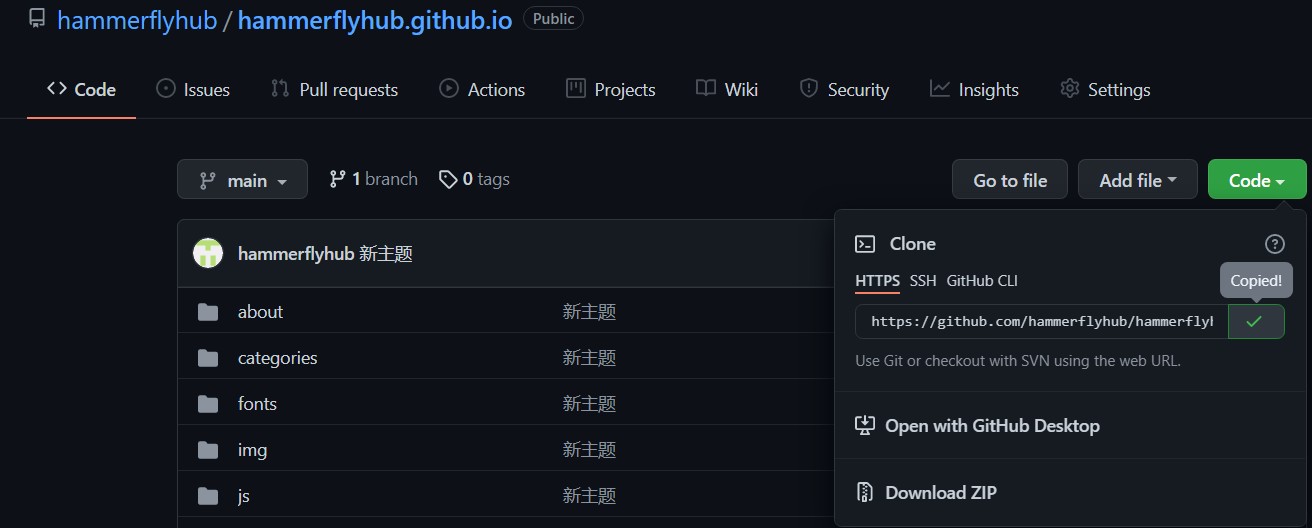 hammerflyhub / hammerflyhub.github.io Public
Code Issues Pull requests Actions Projects Wiki Security Insights Settings
main 1 branch 0 tags Go to file Add file Code
hammerflyhub 新主题
Clone
HTTPS SSH GitHub CLI Copied!
about 新主题
https://github.com/hammerflyhub/hammerflyh
categories 新主题
Use Git or checkout with SVN using the web URL.
fonts 新主题
Open with GitHub Desktop
img 新主题
js 新主题
Download ZIP